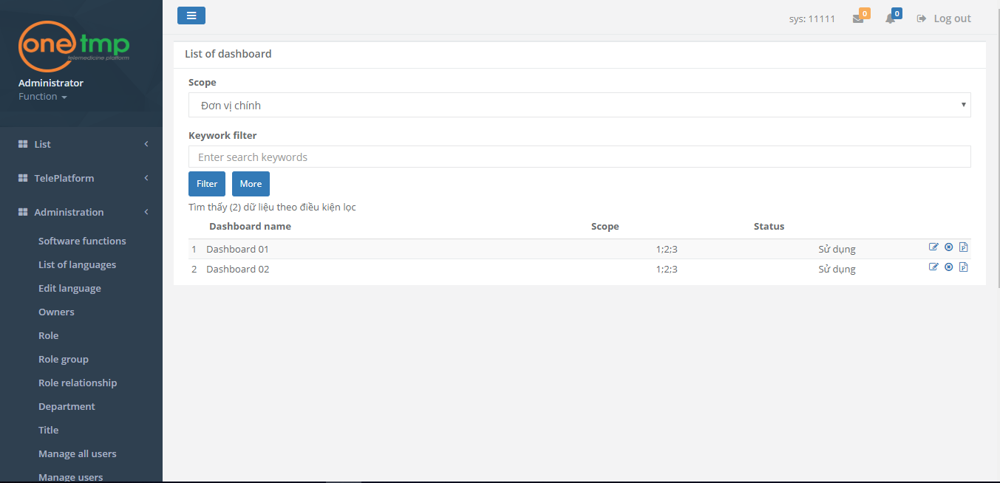 one tmp
telemedicine platform
Administrator
Function
List
TelePlatform
Administration
Software functions
List of languages
Edit language
Owners
Role
Role group
Role relationship
Department
Title
Manage all users
Manage users
sys: 11111
0
0
Log out
List of dashboard
Scope
Đơn vị chính
Keywork filter
Enter search keywords
Filter
More
Tìm thấy (2) dữ liệu theo điều kiện lọc
Dashboard name Scope Status
1 Dashboard 01 1;2;3 Sử dụng
2 Dashboard 02 1;2;3 Sử dụng